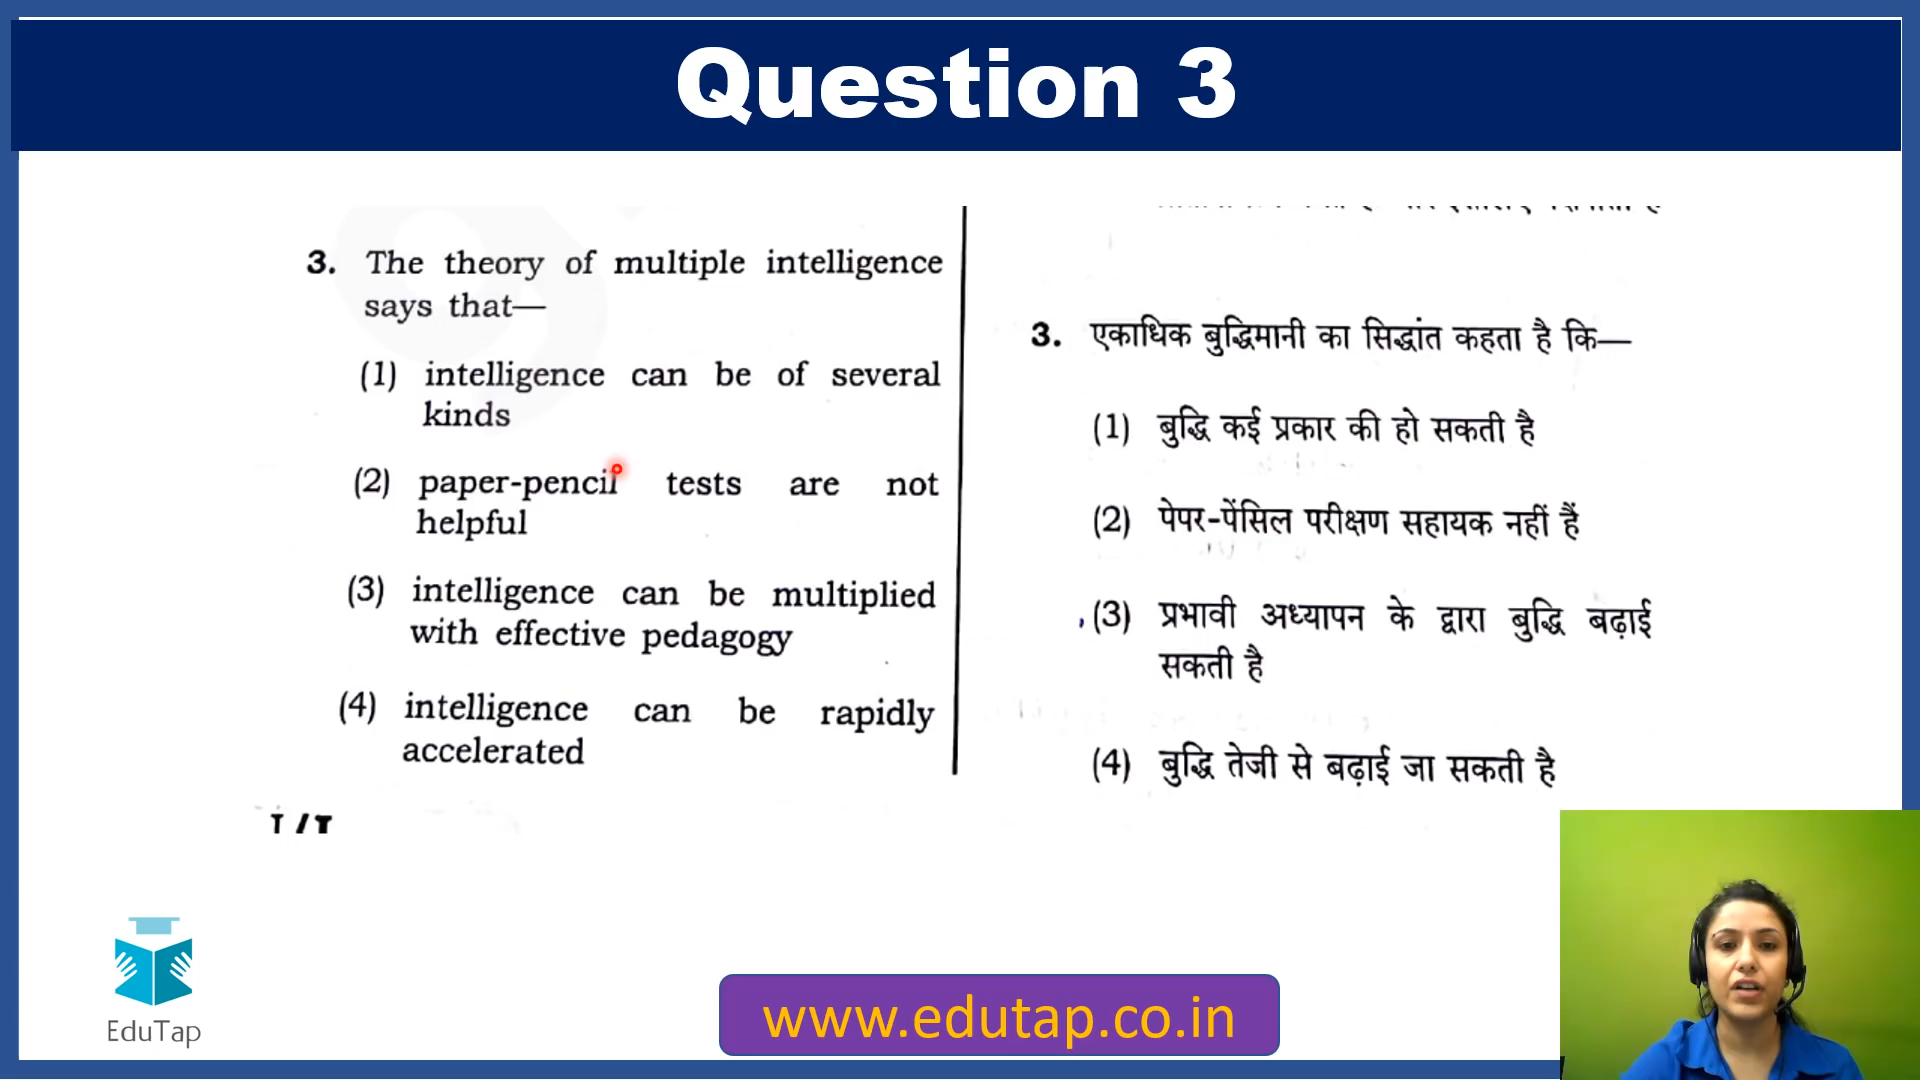 Question 3
3. The theory of multiple intelligence
says that—
(1) intelligence can be of several
kinds
(2) paper-pencil tests are not
helpful
(3) intelligence can be multiplied
with effective pedagogy
(4) intelligence can be rapidly
accelerated
3. एकाधिक बुद्धिमानी का सिद्धांत कहता है कि—
(1) बुद्धि कई प्रकार की हो सकती है
(2) पेपर-पेंसिल परीक्षण सहायक नहीं हैं
(3) प्रभावी अध्यापन के द्वारा बुद्धि बढ़ाई
सकती है
(4) बुद्धि तेजी से बढ़ाई जा सकती है
EduTap
www.edutap.co.in